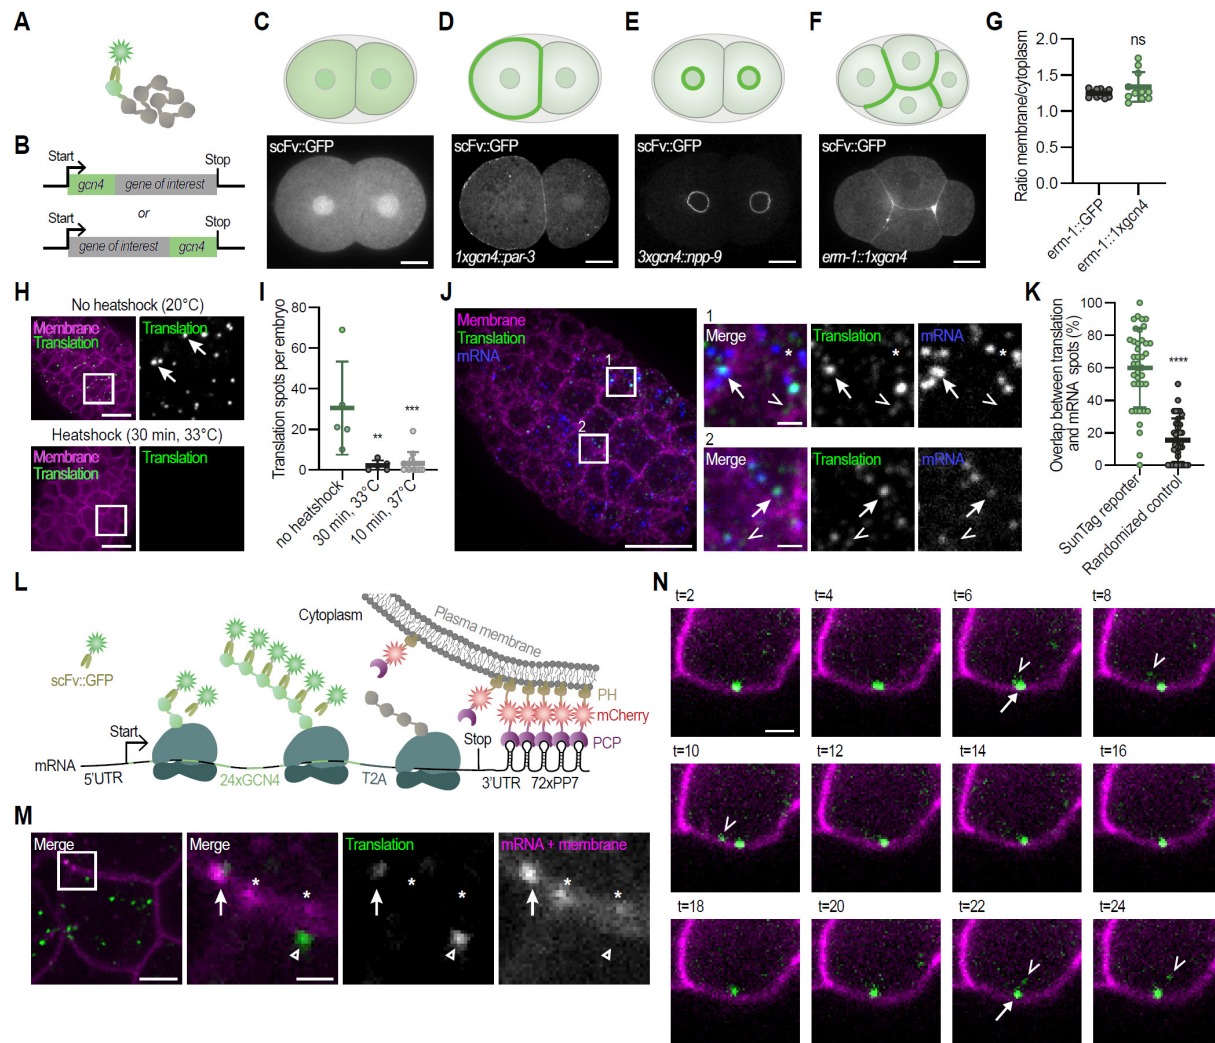 A
B
Start
Stop
gcn4
gene of interest
or
Start
Stop
gene of interest
gcn4
C
scFv::GFP
D
scFv::GFP
1xgcn4::par-3
E
scFv::GFP
3xgcn4::npp-9
F
scFv::GFP
erm-1::1xgcn4
G
ns
Ratio membrane/cytoplasm
2.0
1.5
1.0
0.5
0.0
erm-1::GFP
erm-1::1xgcn4
H
No heatshock (20°C)
Membrane
Translation
Translation
Heatshock (30 min, 33°C)
Membrane
Translation
Translation
I
Translation spots per embryo
80
60
40
20
0
**
***
no heatshock
30 min, 33°C
10 min, 37°C
J
Membrane
Translation
mRNA
1
2
1
Merge
*
Translation
*
mRNA
*
2
Merge
Translation
mRNA
K
Overlap between translation
and mRNA spots (%)
100
80
60
40
20
0
****
SunTag reporter
Randomized control
L
scFv::GFP
Cytoplasm
Plasma membrane
PH
mCherry
PCP
Start
Stop
mRNA
5'UTR
24xGCN4
T2A
3'UTR
72xPP7
M
Merge
Merge
*
*
Translation
*
*
mRNA + membrane
*
*
N
t=2
t=4
t=6
t=8
t=10
t=12
t=14
t=16
t=18
t=20
t=22
t=24